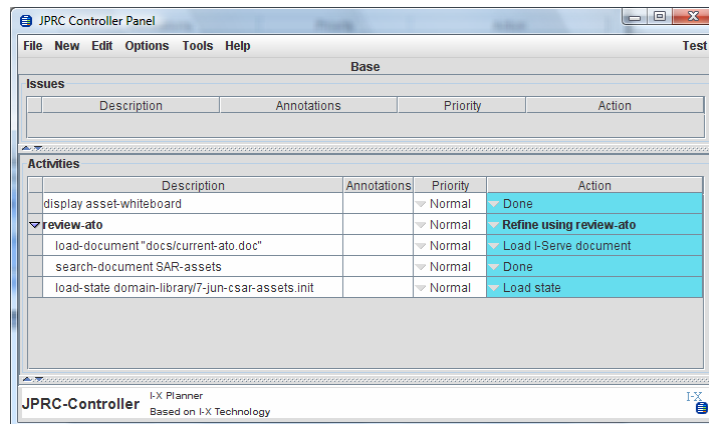 JPRC Controller Panel
File New Edit Options Tools Help Test
Base
Issues
Description Annotations Priority Action
Activities
Description Annotations Priority Action
display asset-whiteboard Normal Done
review-ato Normal Refine using review-ato
load-document "docs/current-ato.doc" Normal Load I-Serve document
search-document SAR-assets Normal Done
load-state domain-library/7-jun-csar-assets.init Normal Load state
JPRC-Controller
I-X Planner
Based on I-X Technology
I-X